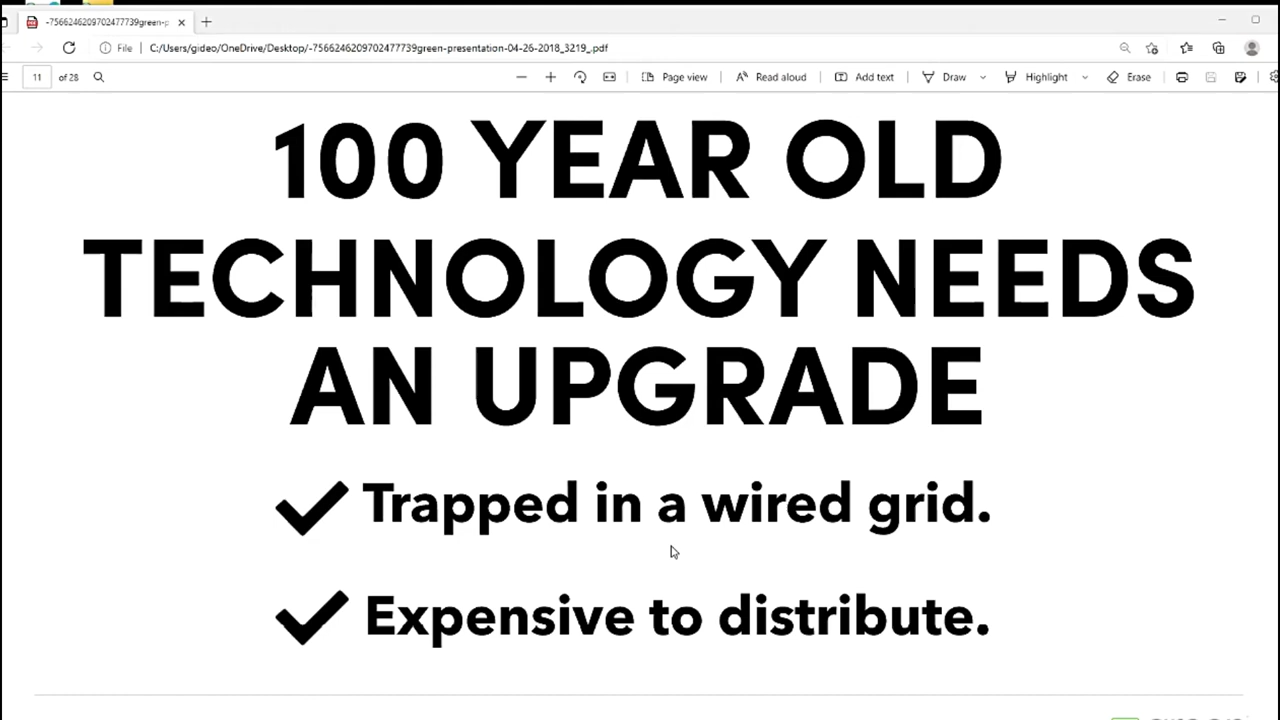 -7566246209702477739green-p
File
C:/Users/gideo/OneDrive/Desktop/-7566246209702477739green-presentation-04-26-2018_3219_.pdf
11 of 28
Page view
Read aloud
Add text
Draw
Highlight
Erase
100 YEAR OLD
TECHNOLOGY NEEDS
AN UPGRADE
Trapped in a wired grid.
Expensive to distribute.